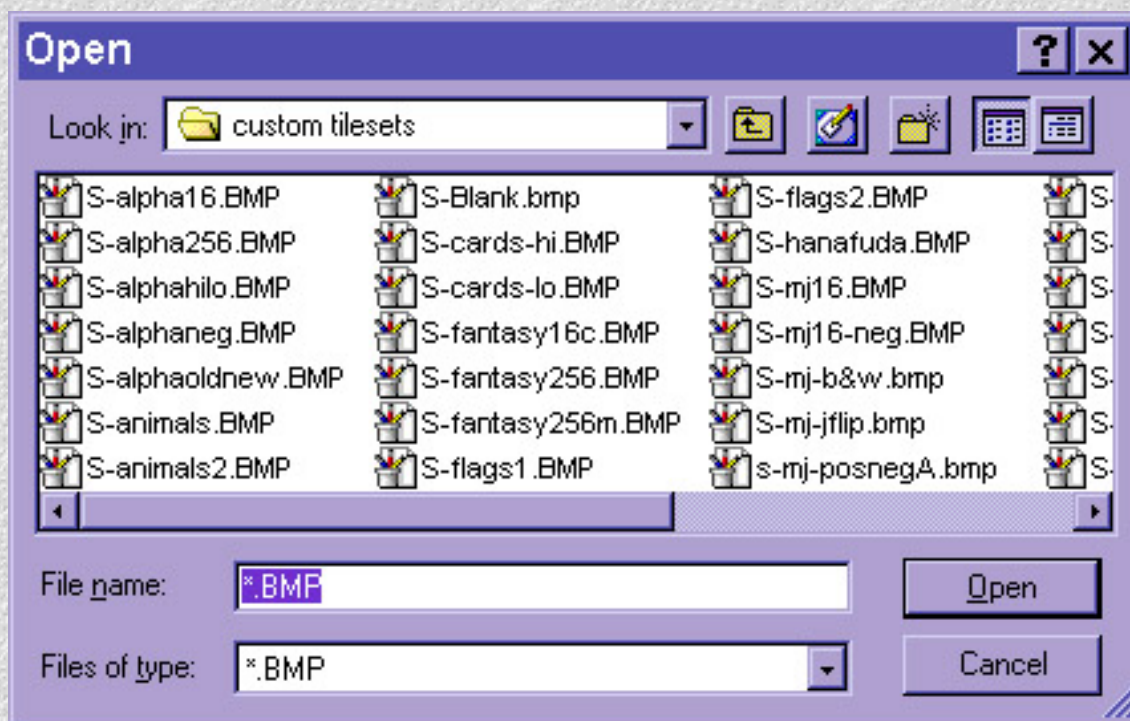 Open
Look in: custom tilesets
S-alpha16.BMP S-Blank.bmp S-flags2.BMP S-
S-alpha256.BMP S-cards-hi.BMP S-hanafuda.BMP S-
S-alphahilo.BMP S-cards-lo.BMP S-mj16.BMP S-
S-alphaneg.BMP S-fantasy16c.BMP S-mj16-neg.BMP S-
S-alphaoldnew.BMP S-fantasy256.BMP S-mj-b&w.bmp S-
S-animals.BMP S-fantasy256m.BMP S-mj-jflip.bmp S-
S-animals2.BMP S-flags1.BMP s-mj-posnegA.bmp S-
File name: *.BMP Open
Files of type: *.BMP Cancel